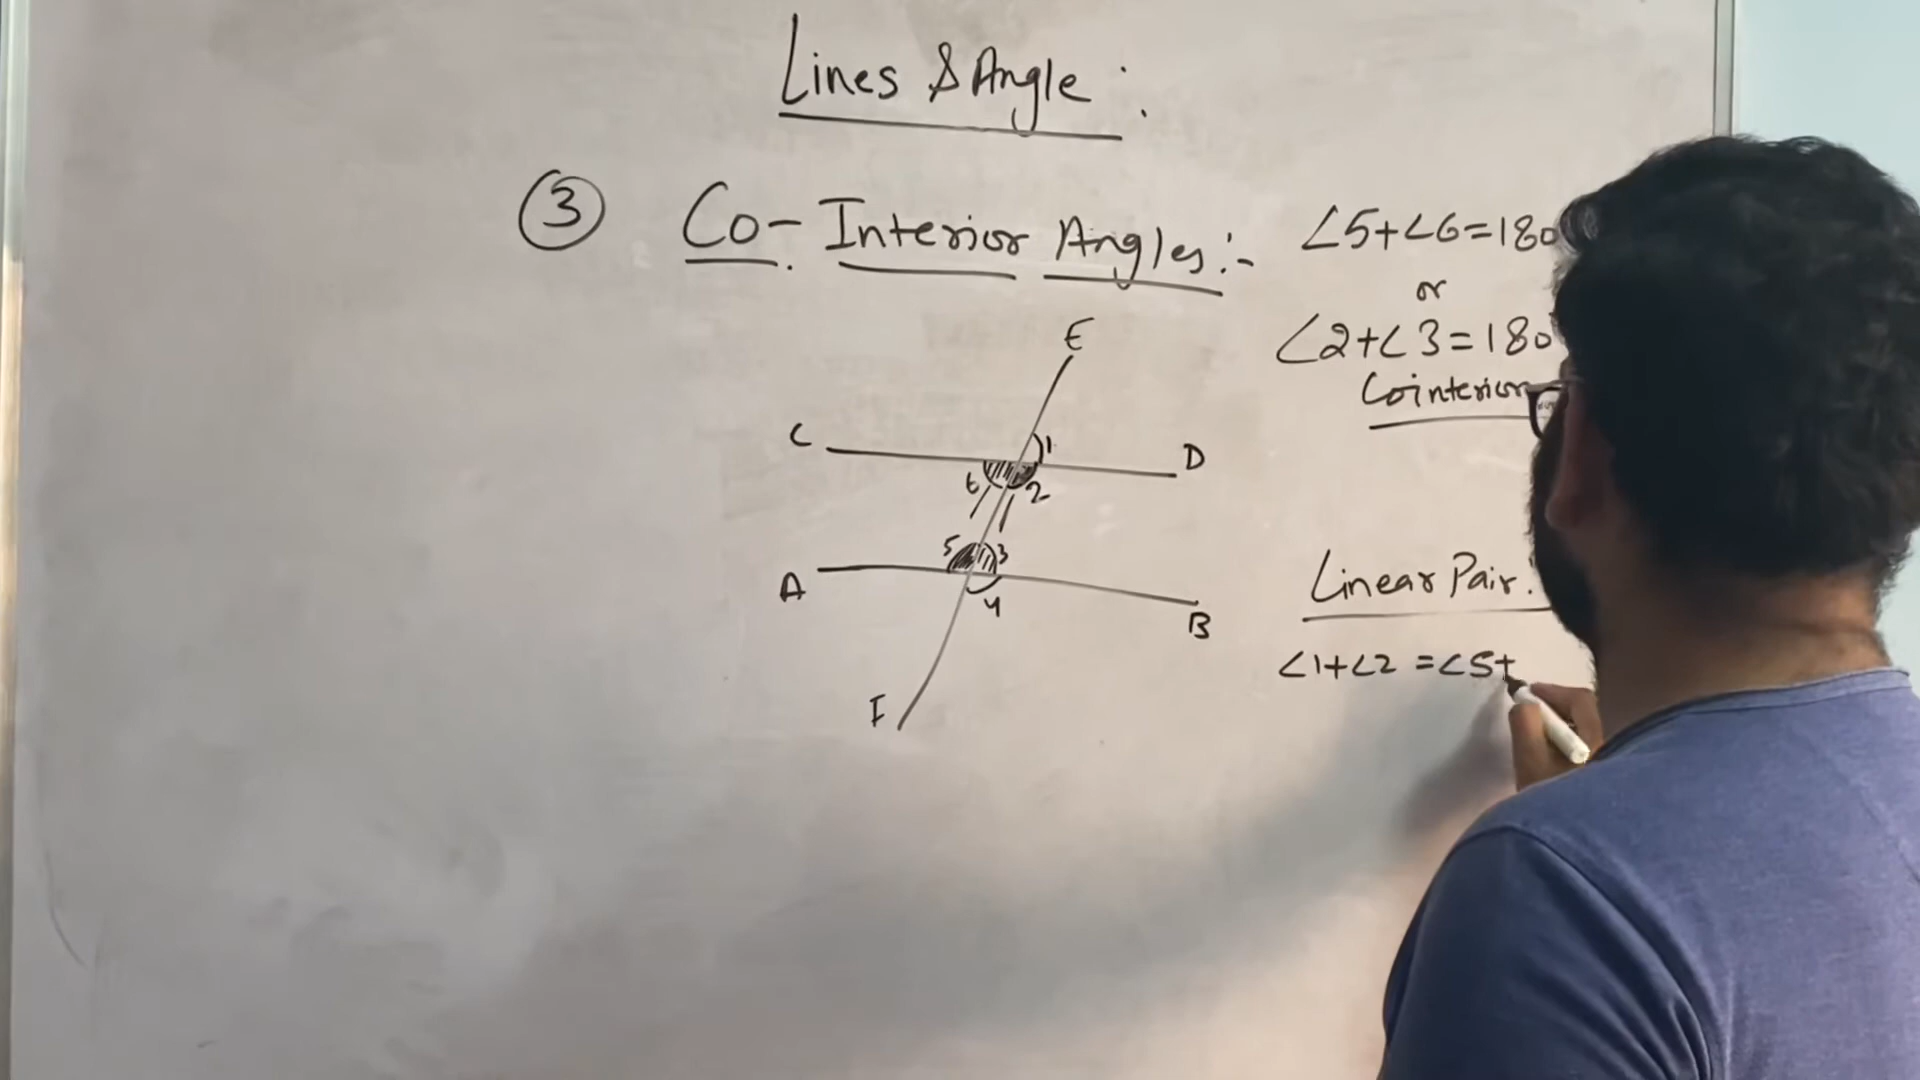 Lines & Angle :
③ Co-Interior Angles :-
∠5+∠6=180
or
∠2+∠3=180°
Cointerior
E
C
1
D
6
2
5
3
A
4
B
F
Linear Pair :
∠1+∠2 = ∠5+